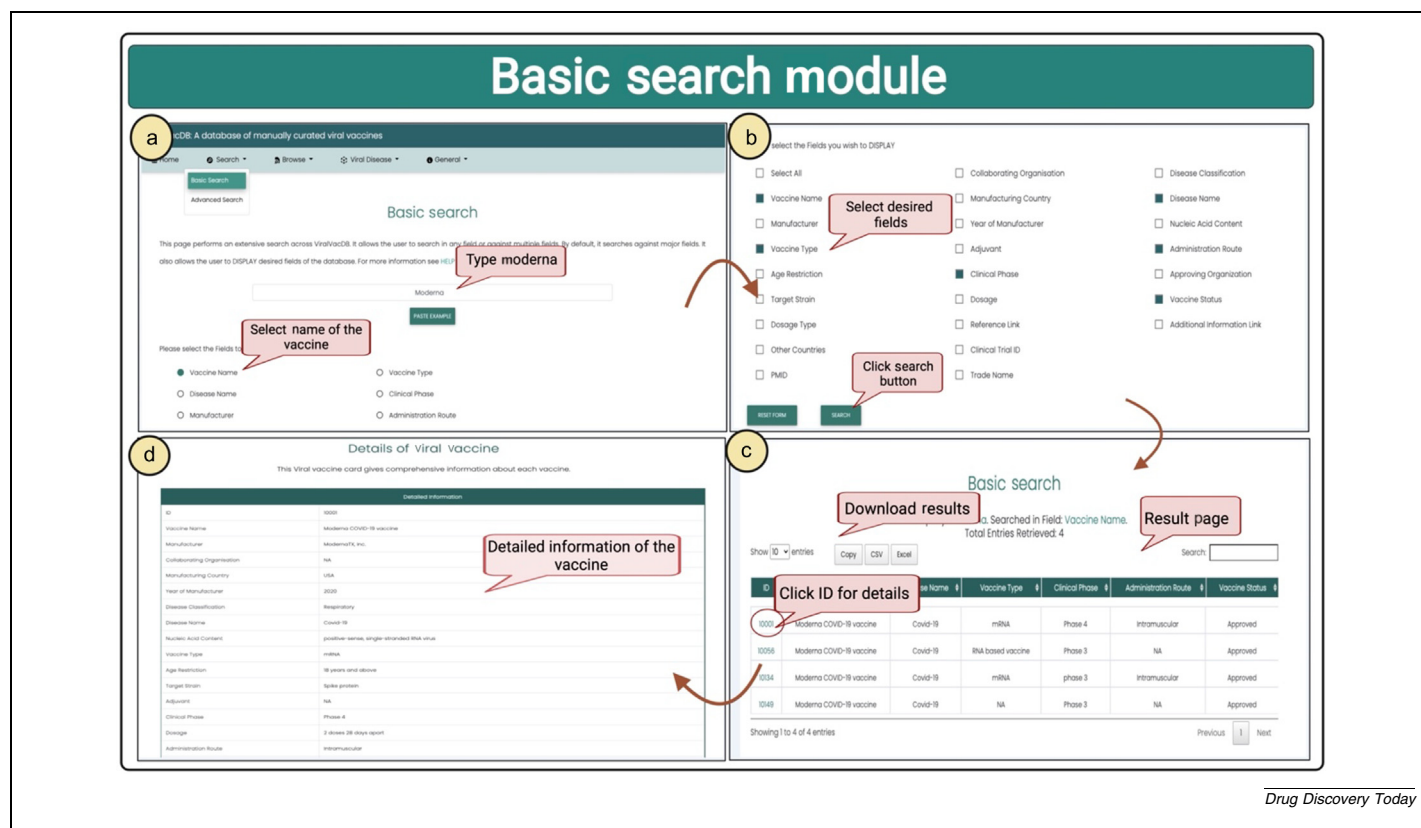 Basic search module
a
cDB: A database of manually curated viral vaccines
Home Search Browse Viral Disease General
Basic Search
Advanced Search
Basic search
This page performs an extensive search across ViralVacDB. It allows the user to search in any field or against multiple fields. By default, it searches against major fields. It
also allows the user to DISPLAY desired fields of the database. For more information see HELP
Type moderna
Moderna
PASTE EXAMPLE
Select name of the
vaccine
Please select the Fields to
Vaccine Name Vaccine Type
Disease Name Clinical Phase
Manufacturer Administration Route
b
select the Fields you wish to DISPLAY
Select All Collaborating Organisation Disease Classification
Vaccine Name Manufacturing Country Disease Name
Select desired
fields
Manufacturer Year of Manufacturer Nucleic Acid Content
Vaccine Type Adjuvant Administration Route
Age Restriction Clinical Phase Approving Organization
Target Strain Dosage Vaccine Status
Dosage Type Reference Link Additional Information Link
Other Countries Clinical Trial ID
PMID Trade Name
Click search
button
RESET FORM SEARCH
c
Basic search
Download results
a. Searched in Field: Vaccine Name.
Total Entries Retrieved: 4
Result page
Show 10 entries Copy CSV Excel Search:
ID se Name Vaccine Type Clinical Phase Administration Route Vaccine Status
Click ID for details
10001 Moderna COVID-19 vaccine Covid-19 mRNA Phase 4 Intramuscular Approved
10056 Moderna COVID-19 vaccine Covid-19 RNA based vaccine Phase 3 NA Approved
10134 Moderna COVID-19 vaccine Covid-19 mRNA phase 3 Intramuscular Approved
10149 Moderna COVID-19 vaccine Covid-19 NA Phase 3 NA Approved
Showing 1 to 4 of 4 entries Previous 1 Next
d
Details of Viral Vaccine
This Viral vaccine card gives comprehensive information about each vaccine.
Detailed Information
ID 10001
Vaccine Name Moderna COVID-19 vaccine
Manufacturer ModernaTX, Inc.
Collaborating Organisation NA
Manufacturing Country USA
Year of Manufacturer 2020
Disease Classification Respiratory
Disease Name Covid-19
Nucleic Acid Content positive-sense, single-stranded RNA virus
Vaccine Type mRNA
Age Restriction 18 years and above
Target Strain Spike protein
Adjuvant NA
Clinical Phase Phase 4
Dosage 2 doses 28 days apart
Administration Route Intramuscular
Detailed information of the
vaccine
Drug Discovery Today